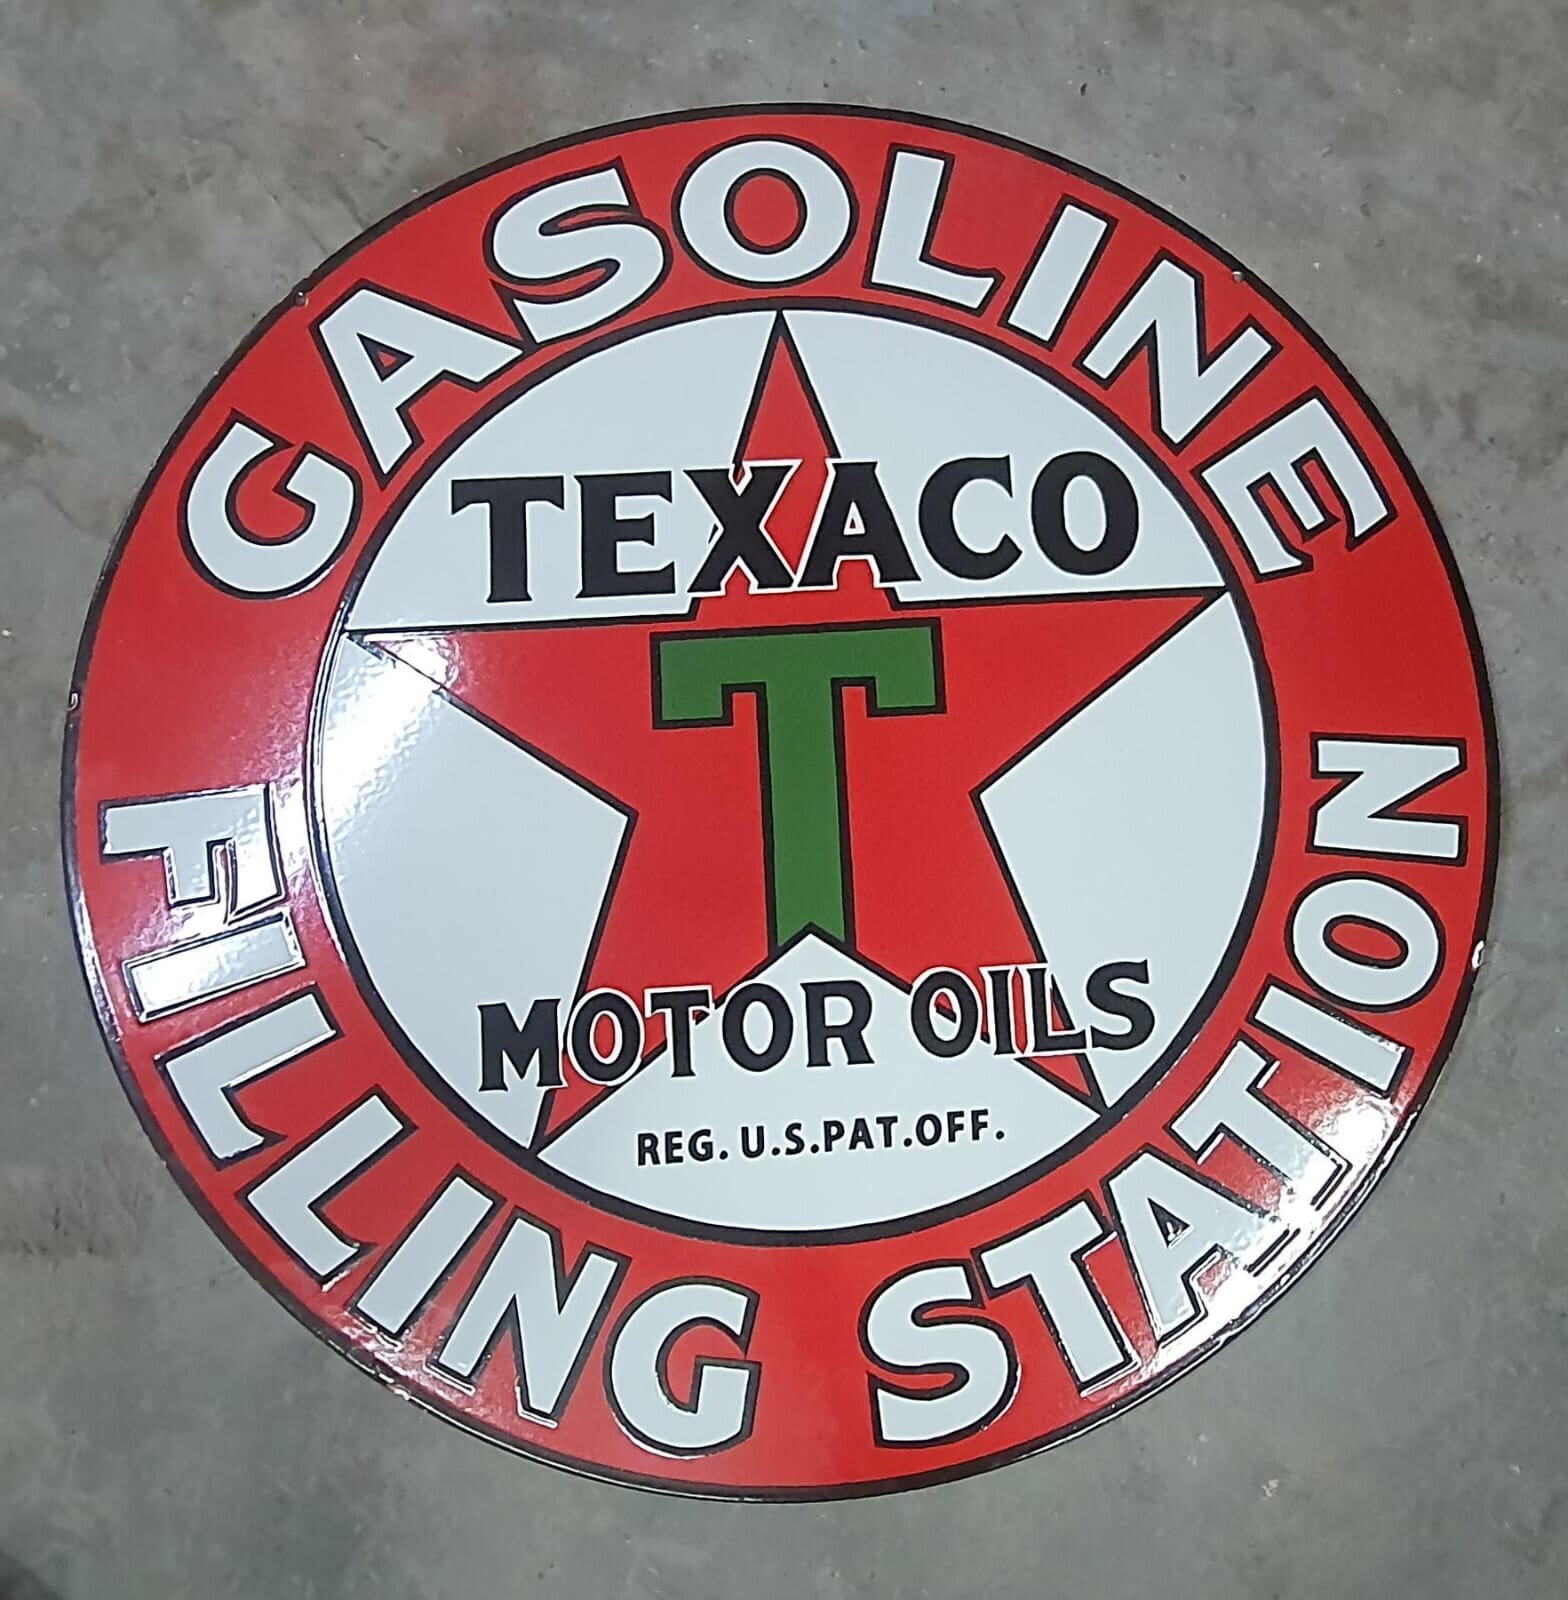 GASOLINE
TEXACO
T
MOTOR OILS
REG. U.S.PAT.OFF.
FILLING STATION